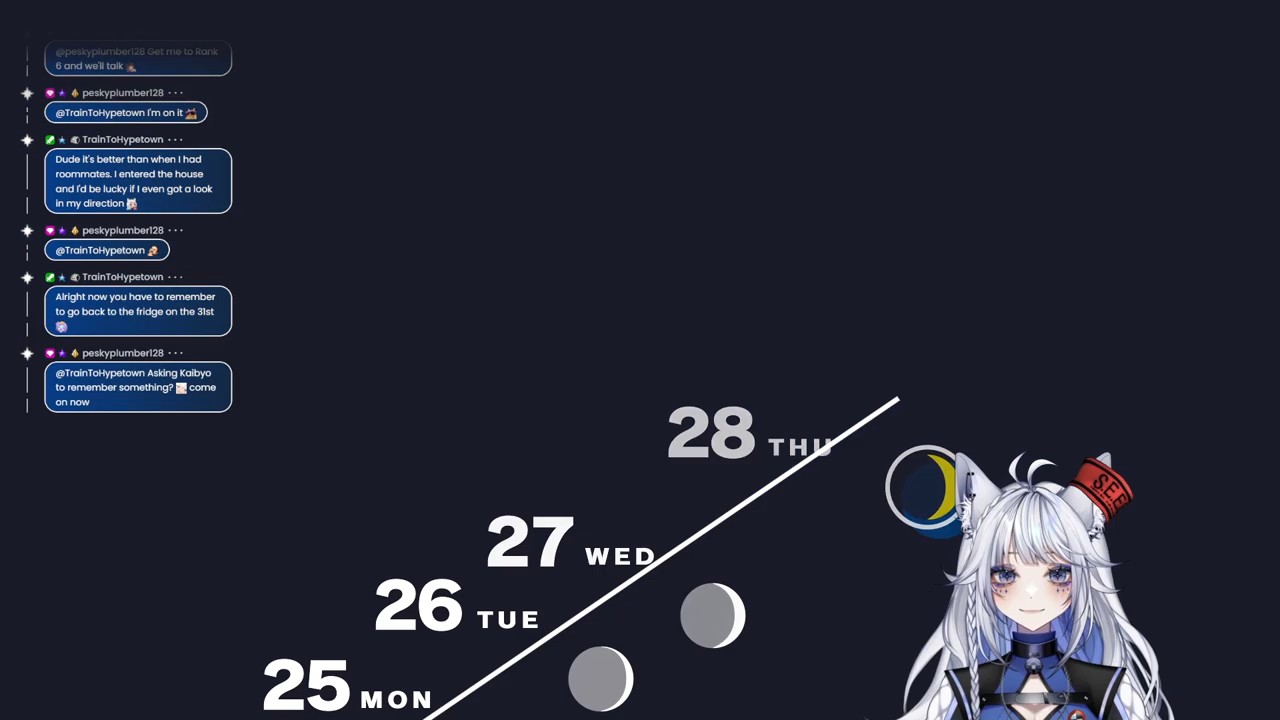 @peskyplumber128 Get me to Rank
6 and we'll talk
peskyplumber128 ···
@TrainToHypetown I'm on it
TrainToHypetown ···
Dude it's better than when I had
roommates. I entered the house
and I'd be lucky if I even got a look
in my direction
peskyplumber128 ···
@TrainToHypetown
TrainToHypetown ···
Alright now you have to remember
to go back to the fridge on the 31st
peskyplumber128 ···
@TrainToHypetown Asking Kaibyo
to remember something? come
on now
28 THU
27 WED
26 TUE
25 MON
S.E.E